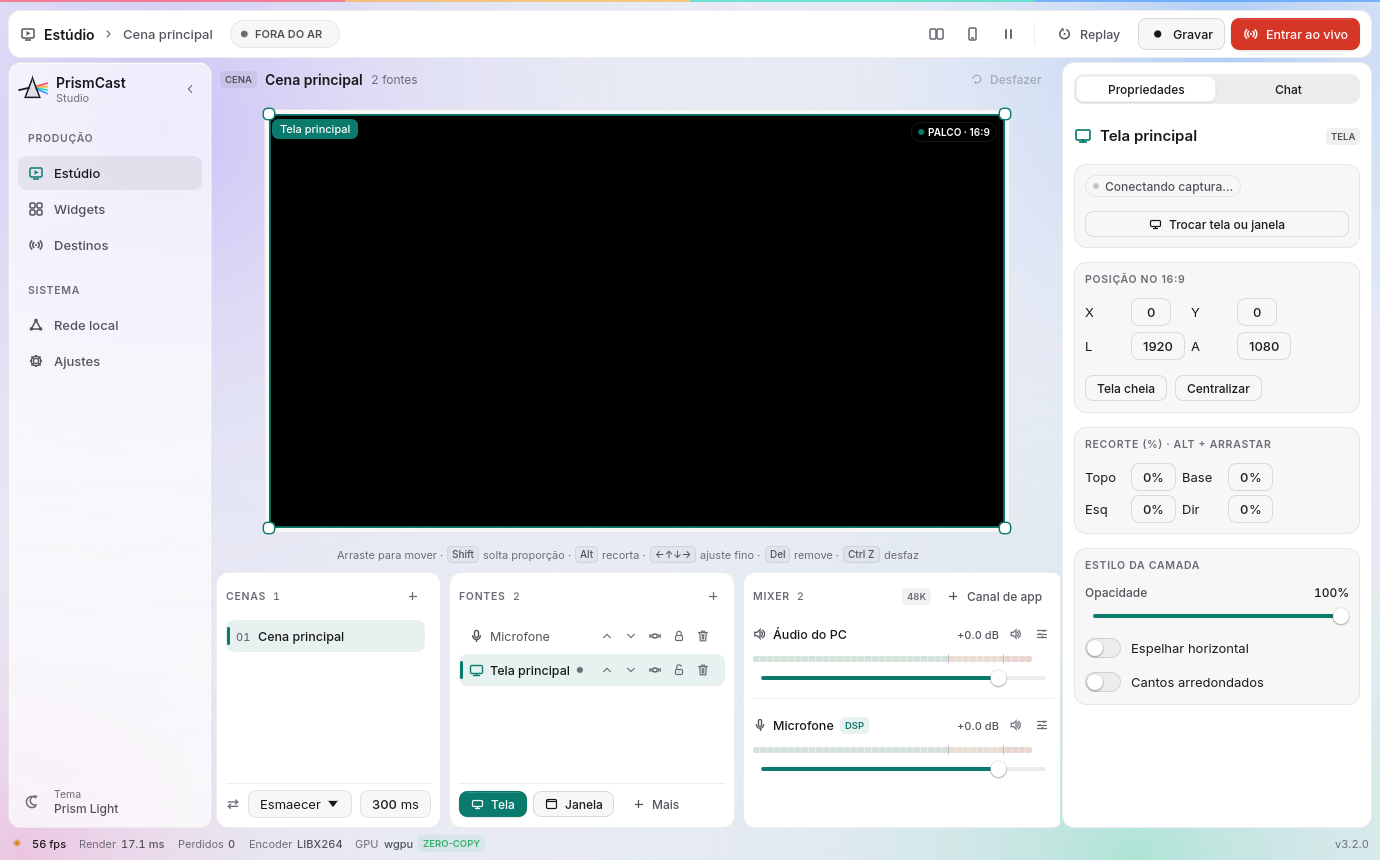 Estúdio
Cena principal
FORA DO AR
Replay
Gravar
Entrar ao vivo
PrismCast
Studio
PRODUÇÃO
Estúdio
Widgets
Destinos
SISTEMA
Rede local
Ajustes
Tema
Prism Light
CENA
Cena principal
2 fontes
Desfazer
Tela principal
PALCO · 16:9
Arraste para mover · Shift solta proporção · Alt recorta · ←↑↓→ ajuste fino · Del remove · Ctrl Z desfaz
CENAS 1
01 Cena principal
Esmaecer
300 ms
FONTES 2
Microfone
Tela principal
Tela
Janela
Mais
MIXER 2
48K
Canal de app
Áudio do PC
+0.0 dB
Microfone
DSP
+0.0 dB
Propriedades
Chat
Tela principal
TELA
Conectando captura...
Trocar tela ou janela
POSIÇÃO NO 16:9
X 0 Y 0
L 1920 A 1080
Tela cheia
Centralizar
RECORTE (%) · ALT + ARRASTAR
Topo 0% Base 0%
Esq 0% Dir 0%
ESTILO DA CAMADA
Opacidade 100%
Espelhar horizontal
Cantos arredondados
56 fps Render 17.1 ms Perdidos 0 Encoder LIBX264 GPU wgpu ZERO-COPY
v3.2.0